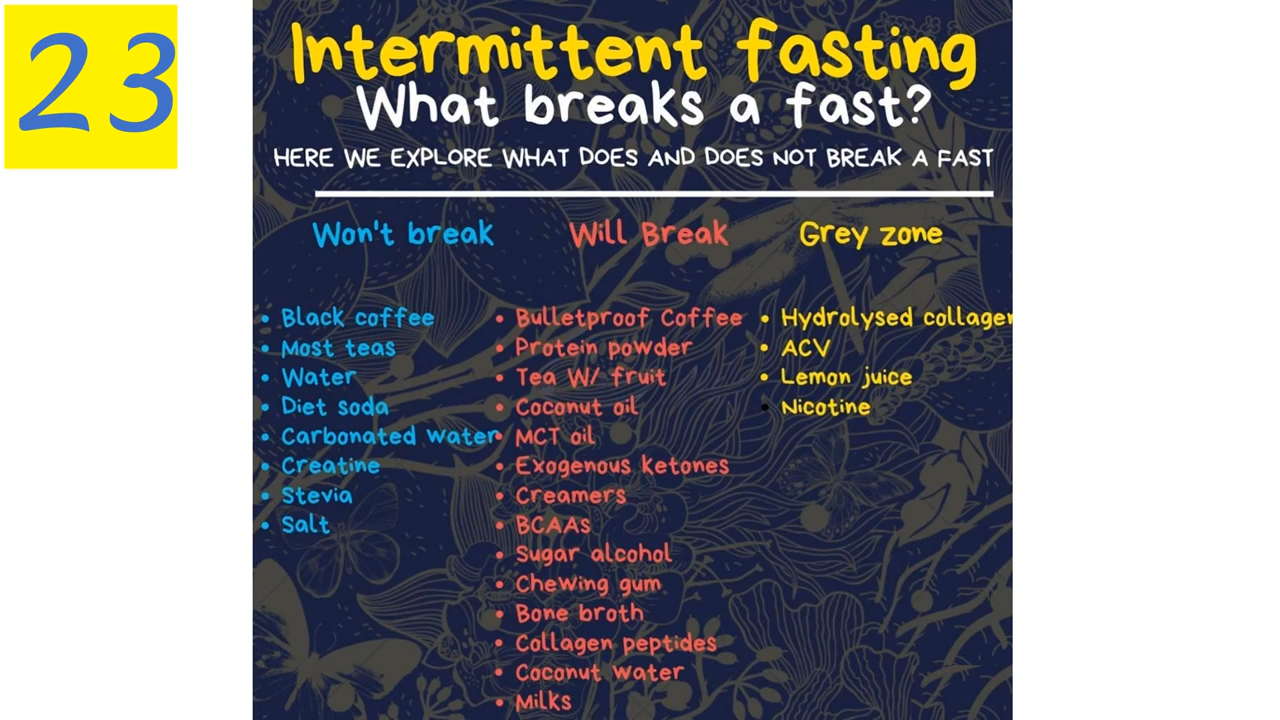 23
Intermittent fasting
What breaks a fast?
HERE WE EXPLORE WHAT DOES AND DOES NOT BREAK A FAST
Won't break
• Black coffee
• Most teas
• Water
• Diet soda
• Carbonated water
• Creatine
• Stevia
• Salt
Will Break
• Bulletproof Coffee
• Protein powder
• Tea W/ fruit
• Coconut oil
• MCT oil
• Exogenous ketones
• Creamers
• BCAAs
• Sugar alcohol
• Chewing gum
• Bone broth
• Collagen peptides
• Coconut water
• Milks
Grey zone
• Hydrolysed collagen
• ACV
• Lemon juice
• Nicotine